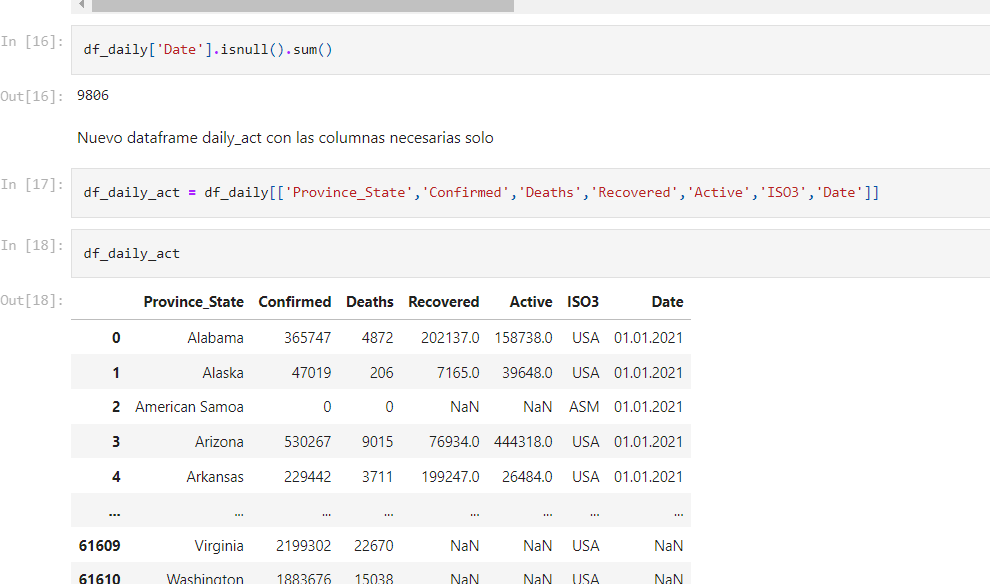 In [16]: df_daily['Date'].isnull().sum()
Out[16]: 9806
Nuevo dataframe daily_act con las columnas necesarias solo
In [17]: df_daily_act = df_daily[['Province_State','Confirmed','Deaths','Recovered','Active','ISO3','Date']]
In [18]: df_daily_act
Out[18]: Province_State Confirmed Deaths Recovered Active ISO3 Date
0 Alabama 365747 4872 202137.0 158738.0 USA 01.01.2021
1 Alaska 47019 206 7165.0 39648.0 USA 01.01.2021
2 American Samoa 0 0 NaN NaN ASM 01.01.2021
3 Arizona 530267 9015 76934.0 444318.0 USA 01.01.2021
4 Arkansas 229442 3711 199247.0 26484.0 USA 01.01.2021
... ... ... ... ... ... ... ...
61609 Virginia 2199302 22670 NaN NaN USA NaN
61610 Washington 1883676 15038 NaN NaN USA NaN